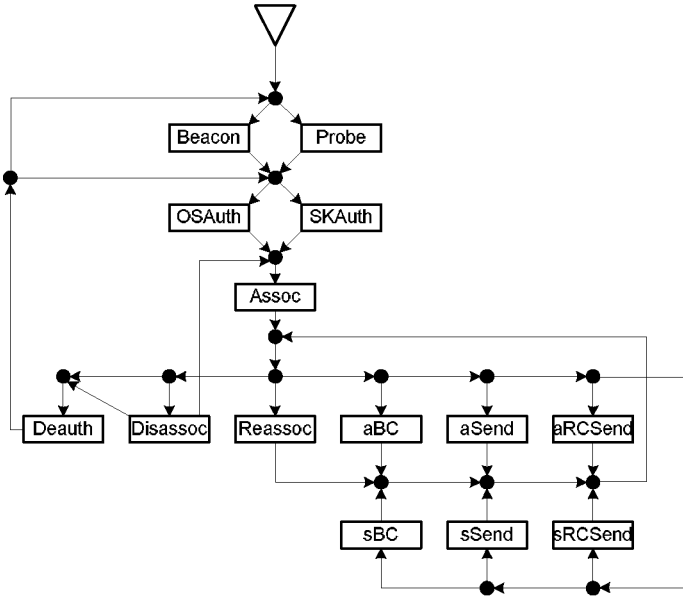 Beacon
Probe
OSAuth
SKAuth
Assoc
Deauth
Disassoc
Reassoc
aBC
aSend
aRCSend
sBC
sSend
sRCSend